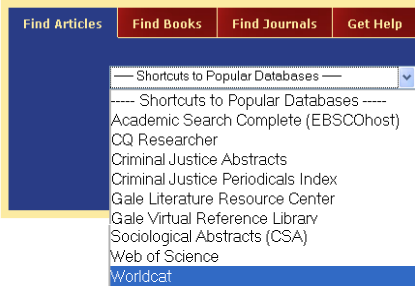 Find Articles Find Books Find Journals Get Help
── Shortcuts to Popular Databases ──
----- Shortcuts to Popular Databases -----
Academic Search Complete (EBSCOhost)
CQ Researcher
Criminal Justice Abstracts
Criminal Justice Periodicals Index
Gale Literature Resource Center
Gale Virtual Reference Library
Sociological Abstracts (CSA)
Web of Science
Worldcat